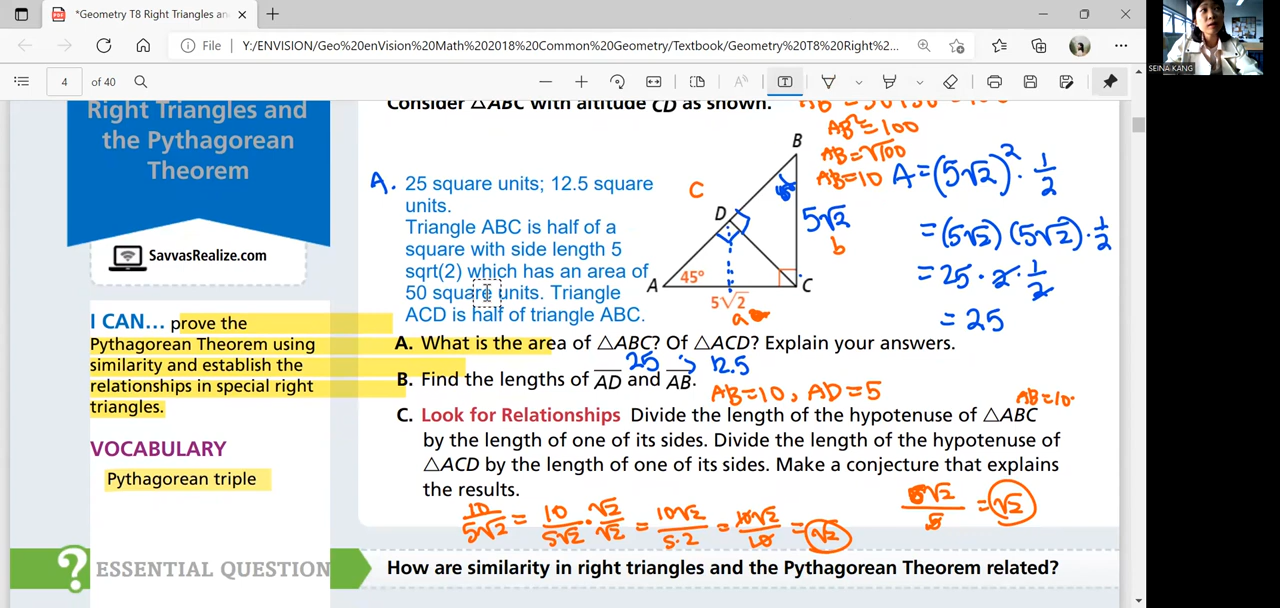 *Geometry T8 Right Triangles an
File
Y:/ENVISION/Geo%20enVision%20Math%202018%20Common%20Geometry/Textbook/Geometry%20T8%20Right%...
SEINA KANG
4 of 40
Right Triangles and
the Pythagorean
Theorem
SavvasRealize.com
I CAN... prove the
Pythagorean Theorem using
similarity and establish the
relationships in special right
triangles.
VOCABULARY
Pythagorean triple
Consider △ABC with altitude CD as shown.
AB² = 100
AB = √100
AB = 10
A.
25 square units; 12.5 square
units.
Triangle ABC is half of a
square with side length 5
sqrt(2) which has an area of
50 square units. Triangle
ACD is half of triangle ABC.
B
c
D
5√2
b
A
45°
C
5√2
a
A = (5√2)² · 1/2
= (5√2)(5√2) · 1/2
= 25 · 2 · 1/2
= 25
A. What is the area of △ABC? Of △ACD? Explain your answers.
25 ; 12.5
B. Find the lengths of AD and AB.
AB = 10, AD = 5
AB = 10.
C. Look for Relationships Divide the length of the hypotenuse of △ABC
by the length of one of its sides. Divide the length of the hypotenuse of
△ACD by the length of one of its sides. Make a conjecture that explains
the results.
10/5√2 = 10/5√2 · √2/√2 = 10√2/5·2 = 10√2/10 = √2
5√2/5 = √2
? ESSENTIAL QUESTION
How are similarity in right triangles and the Pythagorean Theorem related?